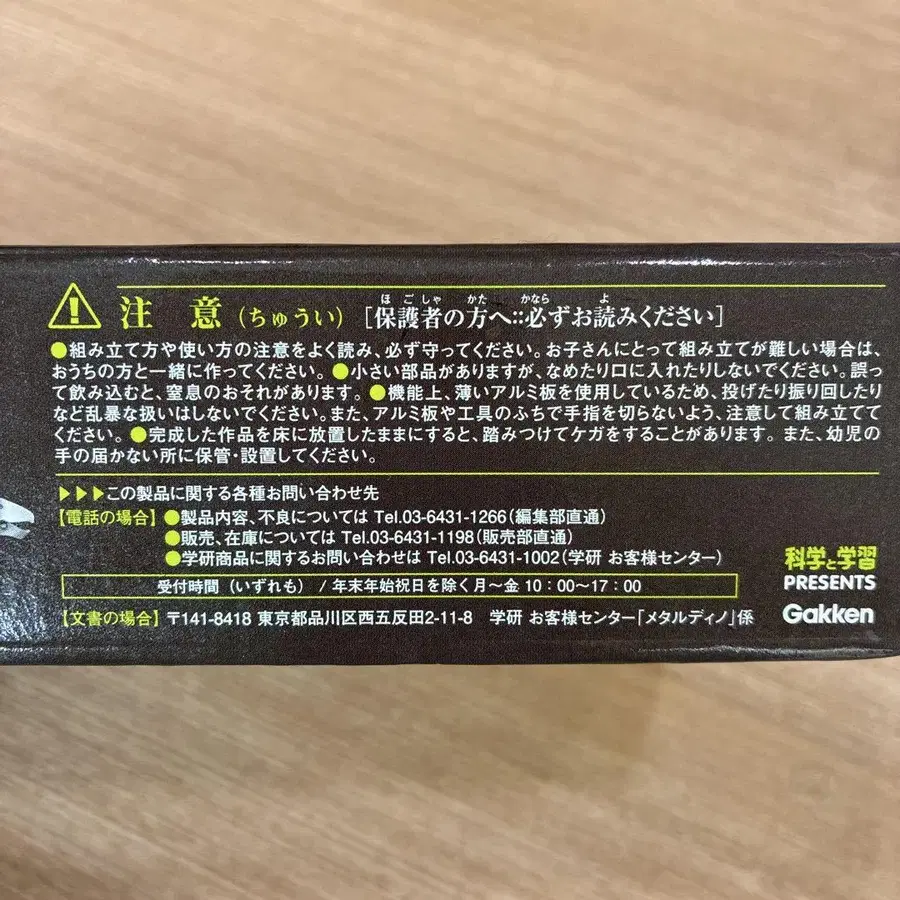 注 意 (ちゅうい) [保護者の方へ::必ずお読みください]
ほごしゃ かた かなら よ
●組み立て方や使い方の注意をよく読み、必ず守ってください。お子さんにとって組み立てが難しい場合は、
おうちの方と一緒に作ってください。 ●小さい部品がありますが、なめたり口に入れたりしないでください。誤っ
て飲み込むと、窒息のおそれがあります。 ●機能上、薄いアルミ板を使用しているため、投げたり振り回したり
など乱暴な扱いはしないでください。また、アルミ板や工具のふちで手指を切らないよう、注意して組み立てて
ください。 ●完成した作品を床に放置したままにすると、踏みつけてケガをすることがあります。また、幼児の
手の届かない所に保管・設置してください。
▶▶▶この製品に関する各種お問い合わせ先
【電話の場合】 ●製品内容、不良については Tel.03-6431-1266(編集部直通)
●販売、在庫については Tel.03-6431-1198(販売部直通)
●学研商品に関するお問い合わせは Tel.03-6431-1002(学研 お客様センター)
受付時間(いずれも) / 年末年始祝日を除く月~金 10:00~17:00
【文書の場合】 〒141-8418 東京都品川区西五反田2-11-8 学研 お客様センター「メタルディノ」係
科学と学習
PRESENTS
Gakken